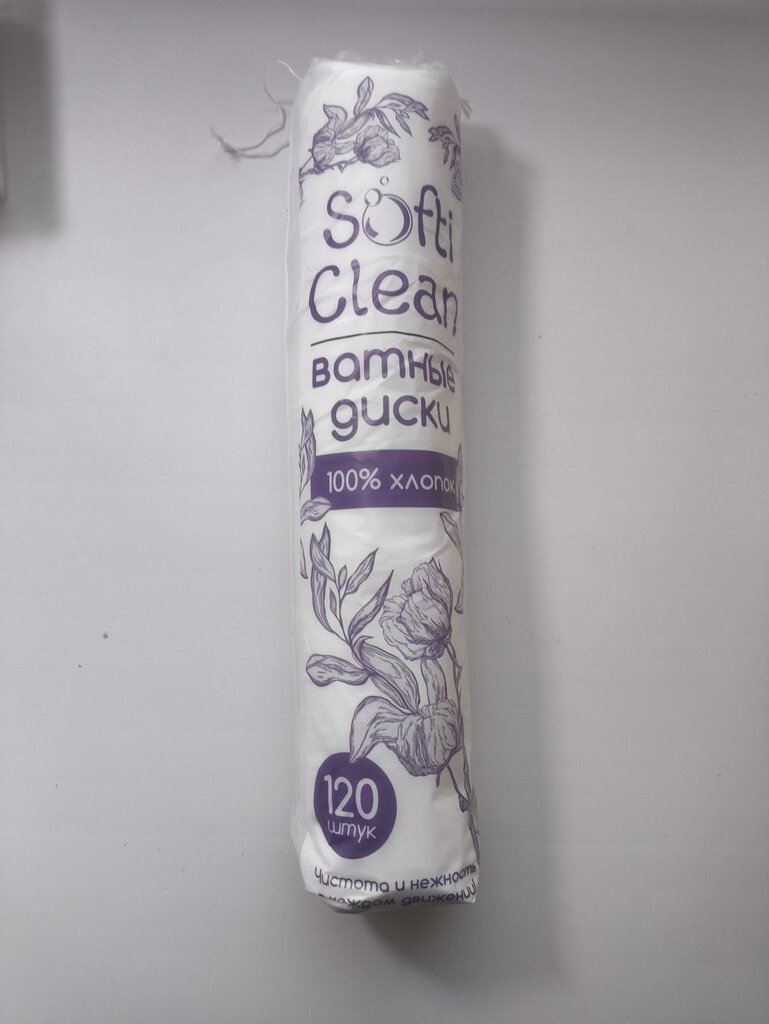 Softi
Clean
ватные
диски
100% хлопок
120
штук
Чистота и нежность
в каждом движении!